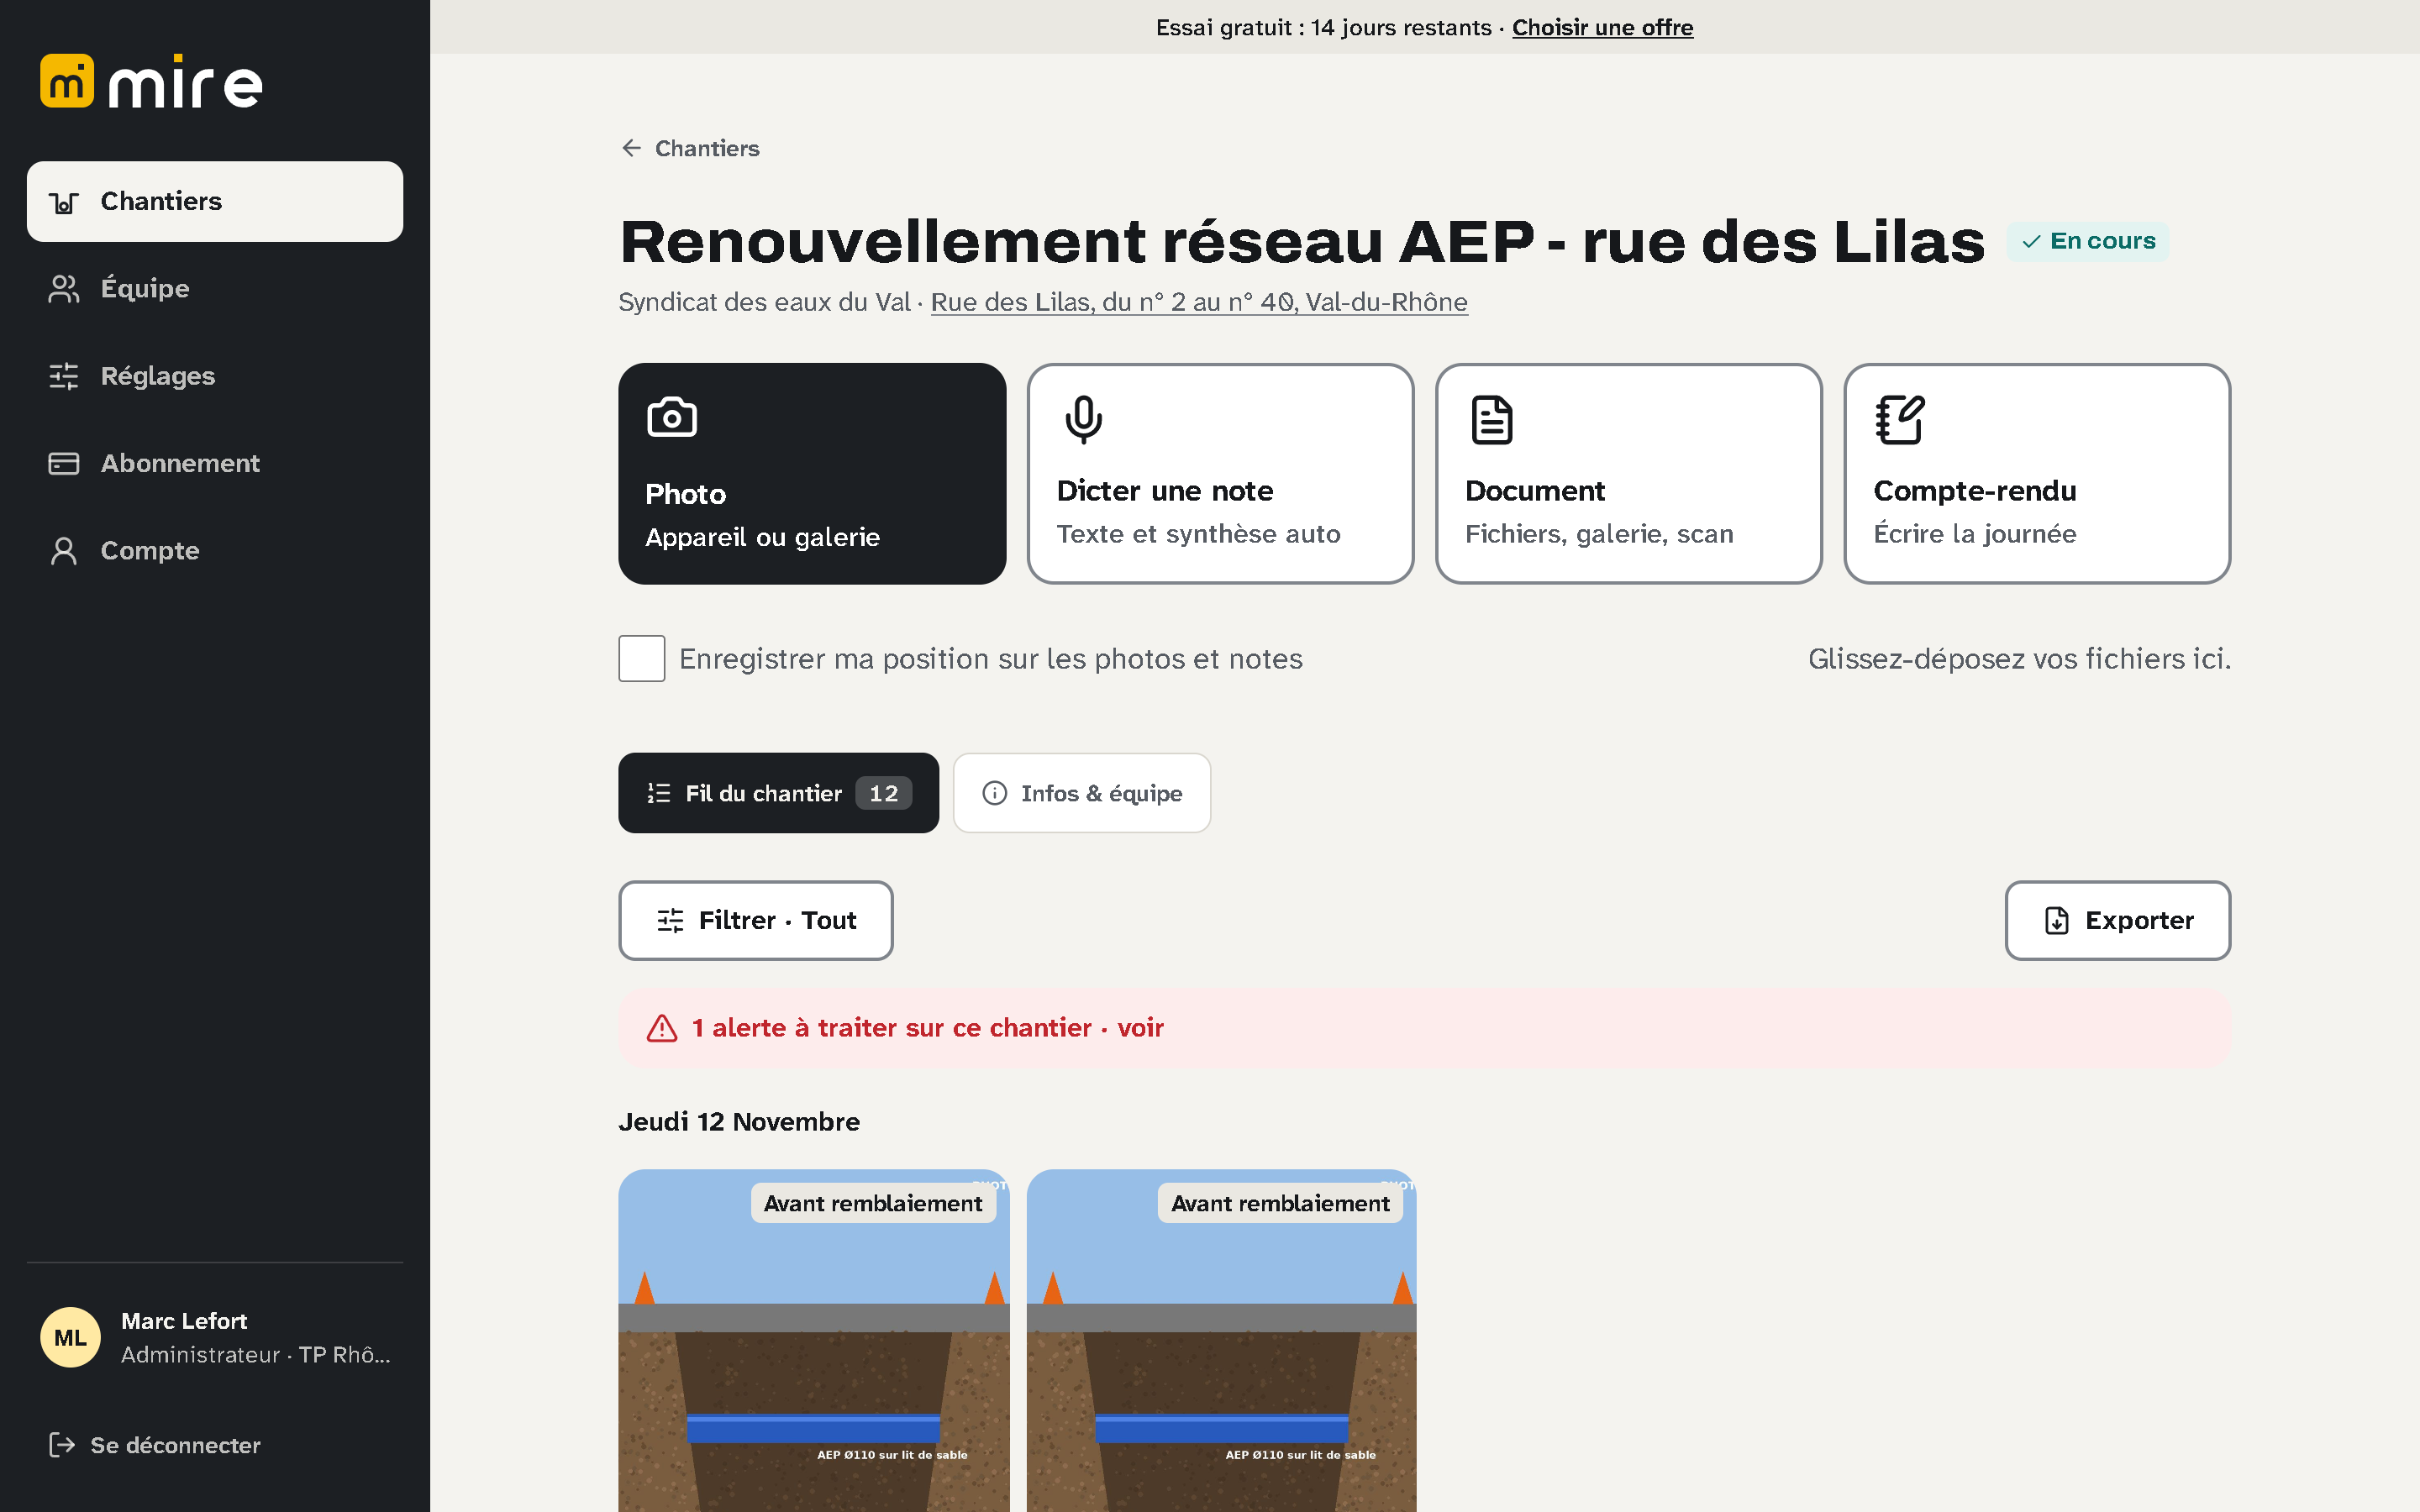 Essai gratuit : 14 jours restants · Choisir une offre
mire
Chantiers
Équipe
Réglages
Abonnement
Compte
Marc Lefort
ML
Administrateur · TP Rhô...
Se déconnecter
Chantiers
Renouvellement réseau AEP - rue des Lilas
En cours
Syndicat des eaux du Val · Rue des Lilas, du n° 2 au n° 40, Val-du-Rhône
Photo
Appareil ou galerie
Dicter une note
Texte et synthèse auto
Document
Fichiers, galerie, scan
Compte-rendu
Écrire la journée
Enregistrer ma position sur les photos et notes
Glissez-déposez vos fichiers ici.
Fil du chantier 12
Infos & équipe
Filtrer · Tout
Exporter
1 alerte à traiter sur ce chantier · voir
Jeudi 12 Novembre
Avant remblaiement
AEP Ø110 sur lit de sable
Avant remblaiement
AEP Ø110 sur lit de sable